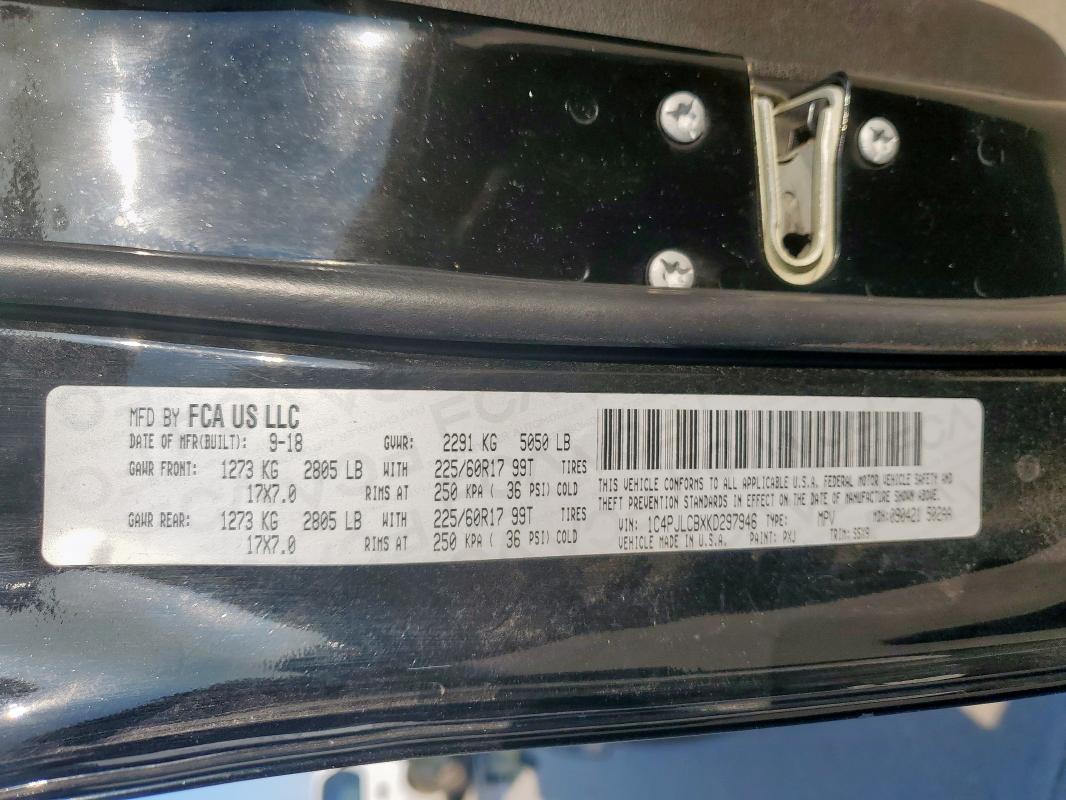 MFD BY FCA US LLC
DATE OF MFR(BUILT): 9-18 GVWR: 2291 KG 5050 LB
GAWR FRONT: 1273 KG 2805 LB WITH 225/60R17 99T TIRES
17X7.0 RIMS AT 250 KPA ( 36 PSI) COLD
GAWR REAR: 1273 KG 2805 LB WITH 225/60R17 99T TIRES
17X7.0 RIMS AT 250 KPA ( 36 PSI) COLD
THIS VEHICLE CONFORMS TO ALL APPLICABLE U.S.A. FEDERAL MOTOR VEHICLE SAFETY AND
THEFT PREVENTION STANDARDS IN EFFECT ON THE DATE OF MANUFACTURE SHOWN ABOVE.
VIN: 1C4PJLCBXKD297946 TYPE: MPV MDH:090421 029AA
VEHICLE MADE IN U.S.A. PAINT: PXJ TRIM: